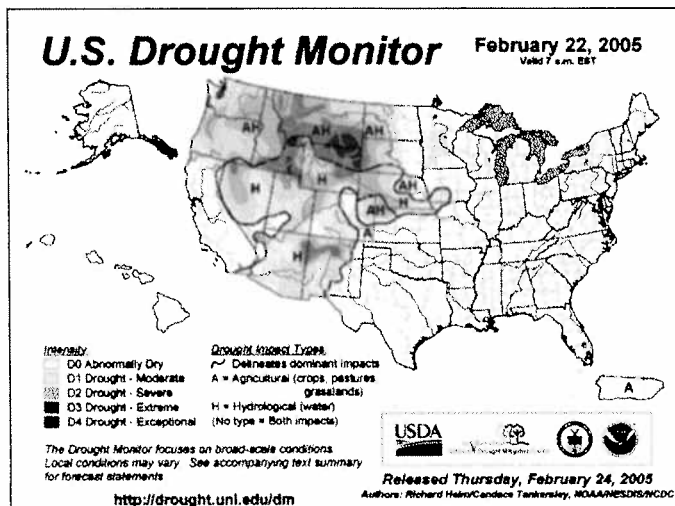 U.S. Drought Monitor
February 22, 2005
Valid 7 a.m. EST
AH
AH
AH
H
H
AH
H
AH
A
H
A
Intensity
D0 Abnormally Dry
D1 Drought - Moderate
D2 Drought - Severe
D3 Drought - Extreme
D4 Drought - Exceptional
Drought Impact Types
Delineates dominant impacts
A = Agricultural (crops, pastures
grasslands)
H = Hydrological (water)
(No type = Both impacts)
The Drought Monitor focuses on broad-scale conditions
Local conditions may vary See accompanying text summary
for forecast statements
http://drought.unl.edu/dm
USDA
Drought Mitigation Center
Released Thursday, February 24, 2005
Authors: Richard Heim/Candace Tankersley, NOAA/NESDIS/NCDC